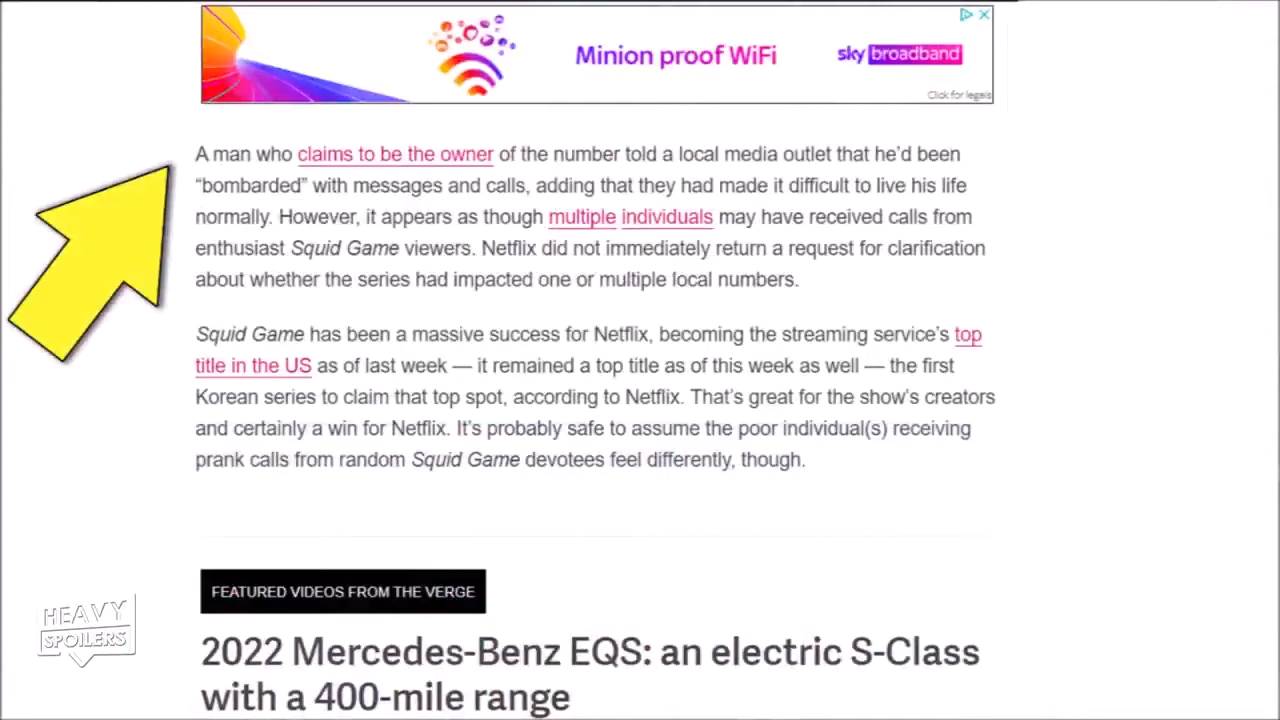 Minion proof WiFi
sky broadband
Click for legals
A man who claims to be the owner of the number told a local media outlet that he’d been
“bombarded” with messages and calls, adding that they had made it difficult to live his life
normally. However, it appears as though multiple individuals may have received calls from
enthusiast Squid Game viewers. Netflix did not immediately return a request for clarification
about whether the series had impacted one or multiple local numbers.
Squid Game has been a massive success for Netflix, becoming the streaming service’s top
title in the US as of last week — it remained a top title as of this week as well — the first
Korean series to claim that top spot, according to Netflix. That’s great for the show’s creators
and certainly a win for Netflix. It’s probably safe to assume the poor individual(s) receiving
prank calls from random Squid Game devotees feel differently, though.
FEATURED VIDEOS FROM THE VERGE
HEAVY
SPOILERS
2022 Mercedes-Benz EQS: an electric S-Class
with a 400-mile range